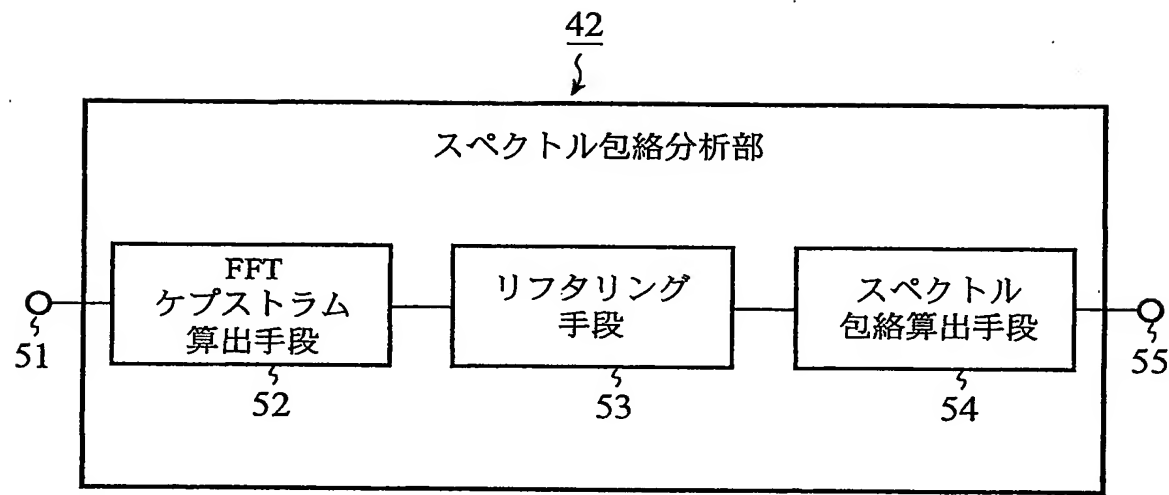 42
スペクトル包絡分析部
FFT
ケプストラム
算出手段
リフタリング
手段
スペクトル
包絡算出手段
51
52
53
54
55